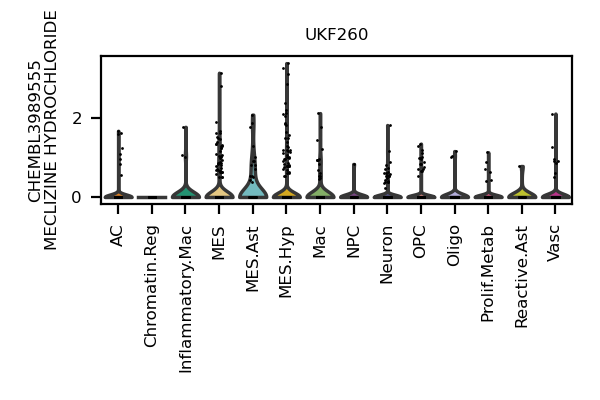 UKF260
CHEMBL3989555
MECLIZINE HYDROCHLORIDE
2
0
AC
Chromatin.Reg
Inflammatory.Mac
MES
MES.Ast
MES.Hyp
Mac
NPC
Neuron
OPC
Oligo
Prolif.Metab
Reactive.Ast
Vasc